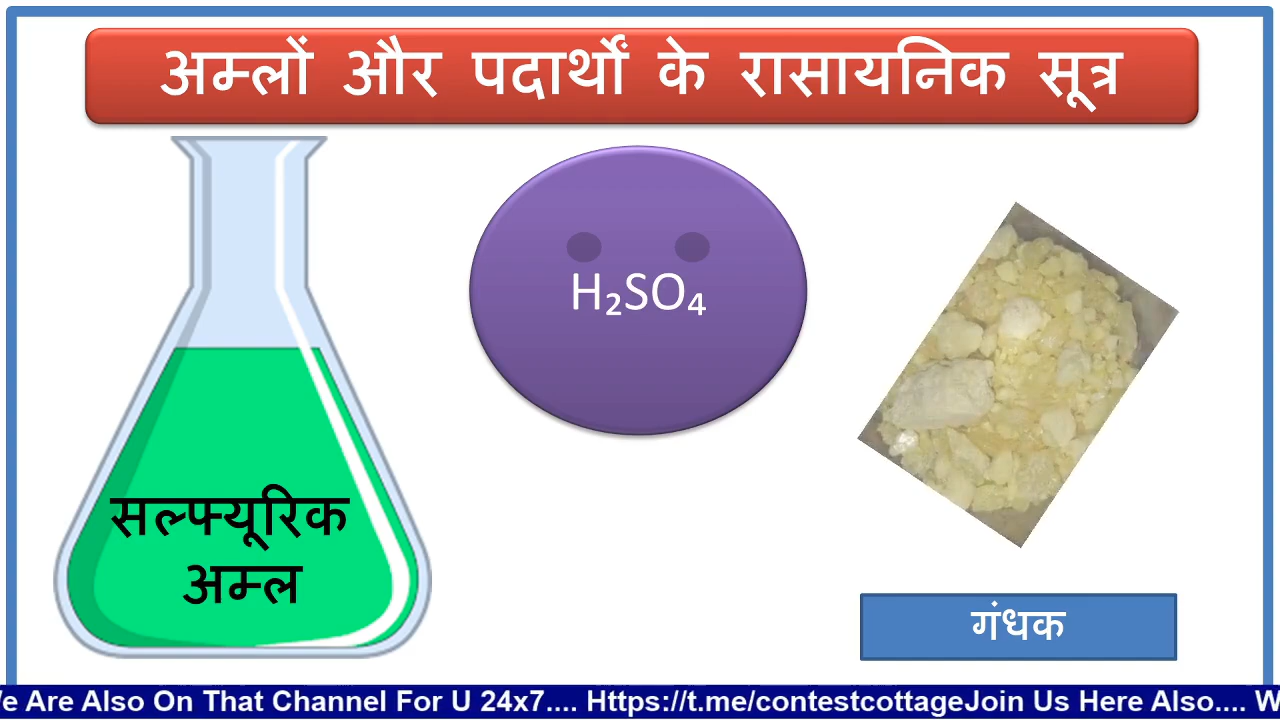 अम्लों और पदार्थों के रासायनिक सूत्र
H₂SO₄
सल्फ्यूरिक
अम्ल
गंधक
Are Also On That Channel For U 24x7.... Https://t.me/contestcottageJoin Us Here Also....